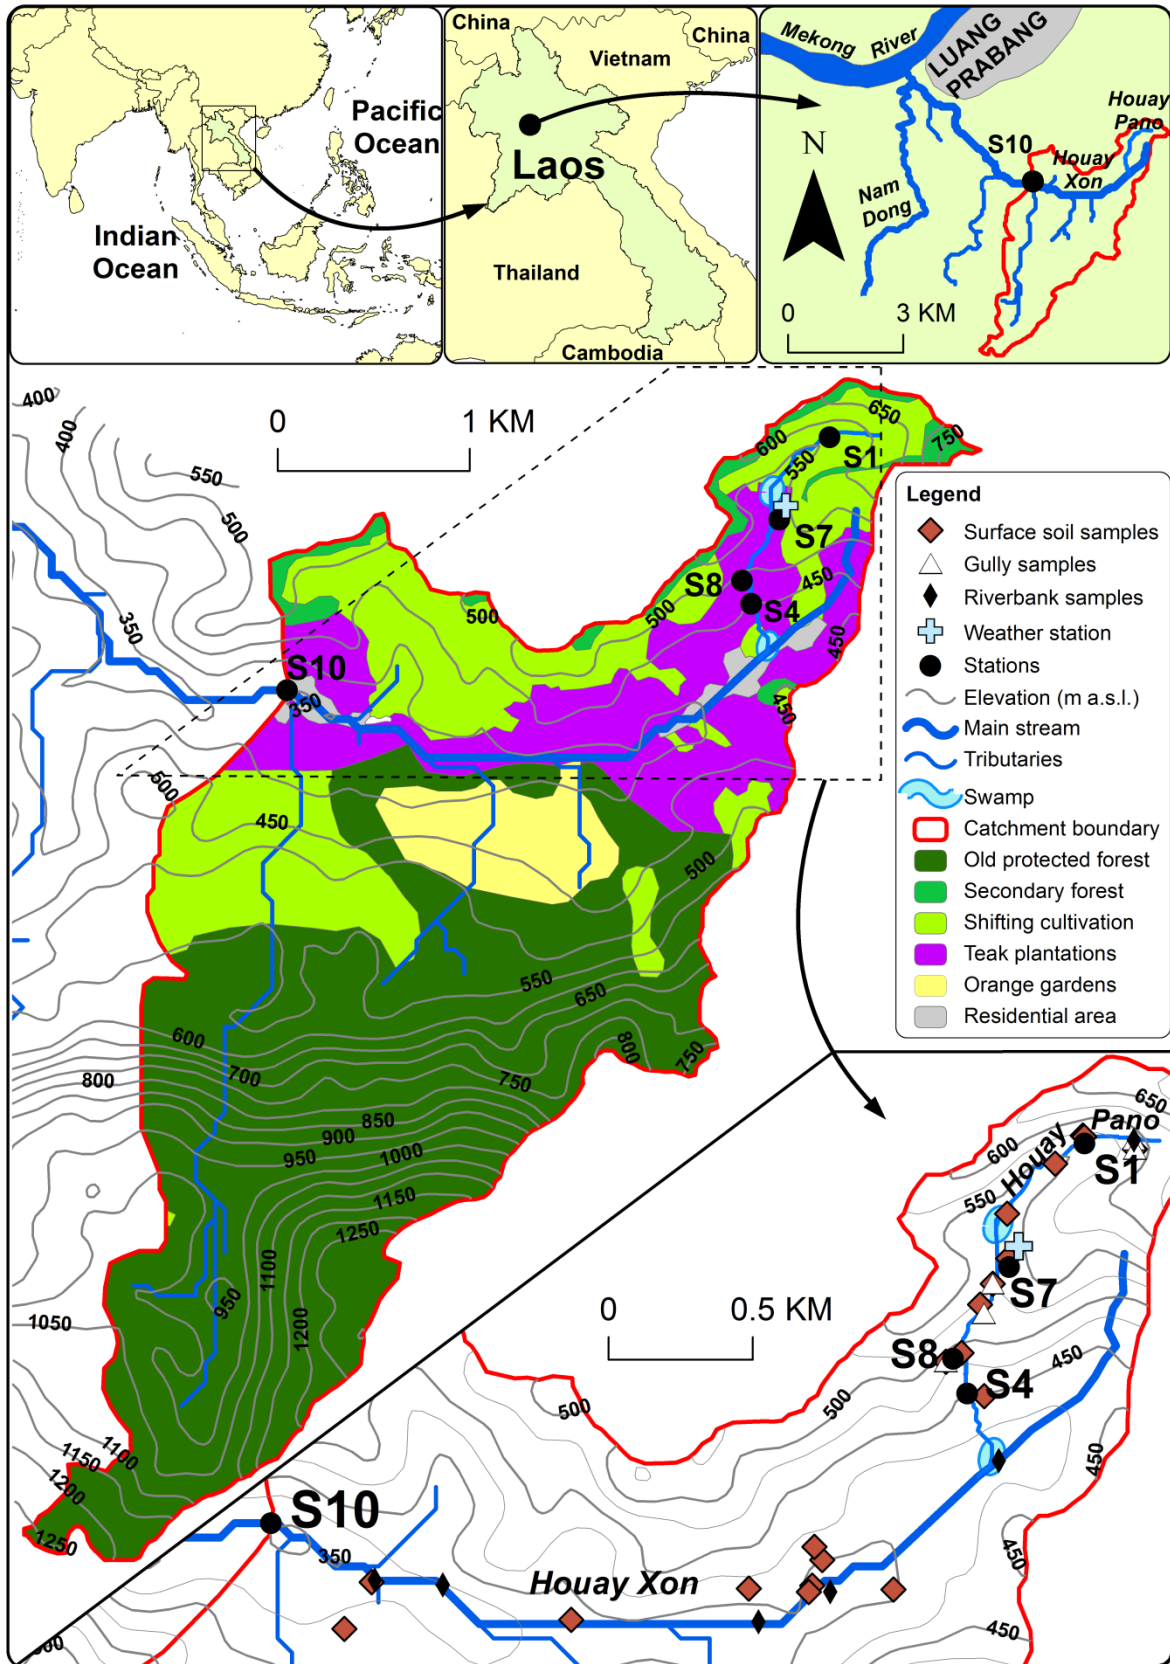 China
Vietnam
China
Pacific
Ocean
Laos
Indian
Ocean
Thailand
Cambodia
Mekong River
LUANG
PRABANG
Houay
Pano
S10
Houay
Xon
N
Nam
Dong
0 3 KM
400
400
550
500
350
0 1 KM
650
600
750
550
S1
S7
S8
450
S4
500
500
450
S10
350
450
500
450
500
550
650
600
800
750
700
750
800
850
900
950
1000
1150
1250
1100
950
1200
1050
1100
1150
1200
1250
Legend
Surface soil samples
Gully samples
Riverbank samples
Weather station
Stations
Elevation (m a.s.l.)
Main stream
Tributaries
Swamp
Catchment boundary
Old protected forest
Secondary forest
Shifting cultivation
Teak plantations
Orange gardens
Residential area
650
Houay Pano
600
S1
550
S7
0 0.5 KM
S8
450
S4
500
500
450
S10
350
Houay Xon
450
450